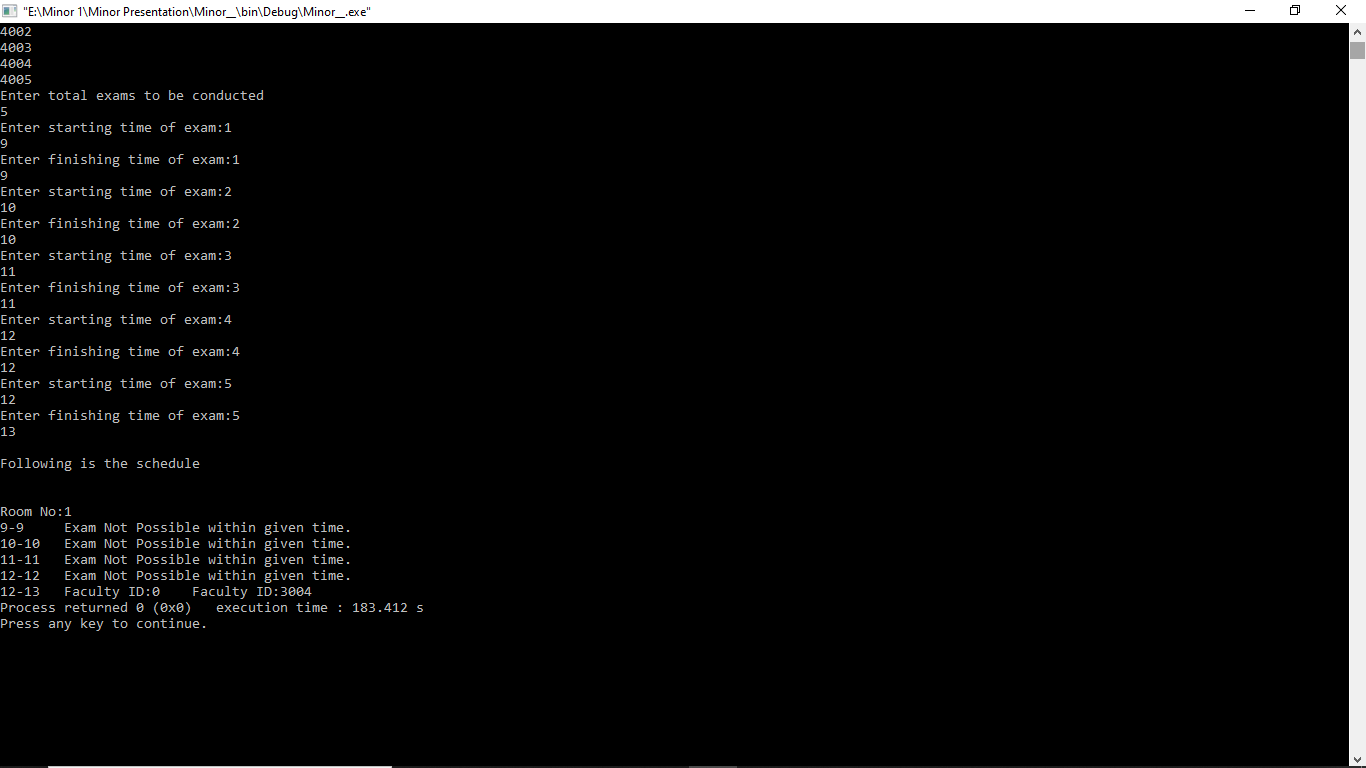 "E:\Minor 1\Minor Presentation\Minor__\bin\Debug\Minor__.exe"
4002
4003
4004
4005
Enter total exams to be conducted
5
Enter starting time of exam:1
9
Enter finishing time of exam:1
9
Enter starting time of exam:2
10
Enter finishing time of exam:2
10
Enter starting time of exam:3
11
Enter finishing time of exam:3
11
Enter starting time of exam:4
12
Enter finishing time of exam:4
12
Enter starting time of exam:5
12
Enter finishing time of exam:5
13
Following is the schedule
Room No:1
9-9     Exam Not Possible within given time.
10-10   Exam Not Possible within given time.
11-11   Exam Not Possible within given time.
12-12   Exam Not Possible within given time.
12-13   Faculty ID:0    Faculty ID:3004
Process returned 0 (0x0)   execution time : 183.412 s
Press any key to continue.